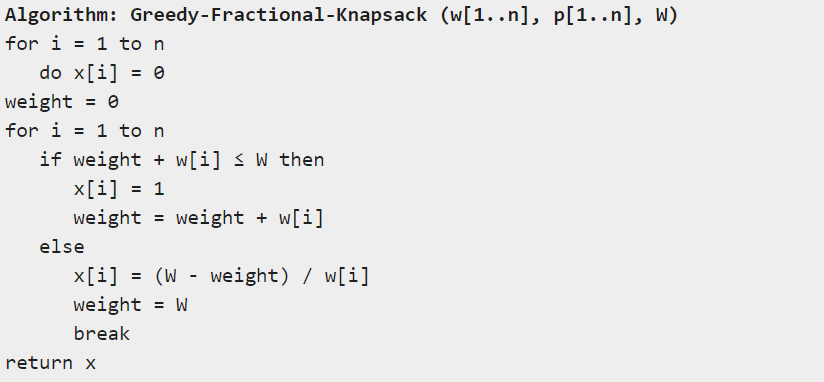 Algorithm: Greedy-Fractional-Knapsack (w[1..n], p[1..n], W)
for i = 1 to n
   do x[i] = 0
weight = 0
for i = 1 to n
   if weight + w[i] ≤ W then
      x[i] = 1
      weight = weight + w[i]
   else
      x[i] = (W - weight) / w[i]
      weight = W
      break
return x